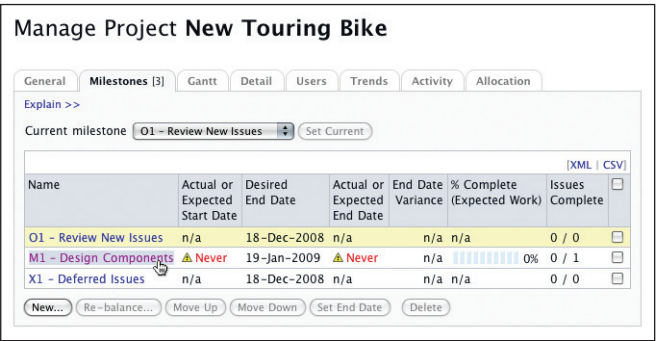 Manage Project New Touring Bike
General Milestones [3] Gantt Detail Users Trends Activity Allocation
Explain >>
Current milestone O1 – Review New Issues Set Current
[XML | CSV]
Name Actual or Expected Start Date Desired End Date Actual or Expected End Date End Date Variance % Complete (Expected Work) Issues Complete
O1 – Review New Issues n/a 18-Dec-2008 n/a n/a n/a 0 / 0
M1 – Design Components Never 19-Jan-2009 Never n/a 0% 0 / 1
X1 – Deferred Issues n/a 18-Dec-2008 n/a n/a n/a 0 / 0
New... Re-balance... Move Up Move Down Set End Date Delete